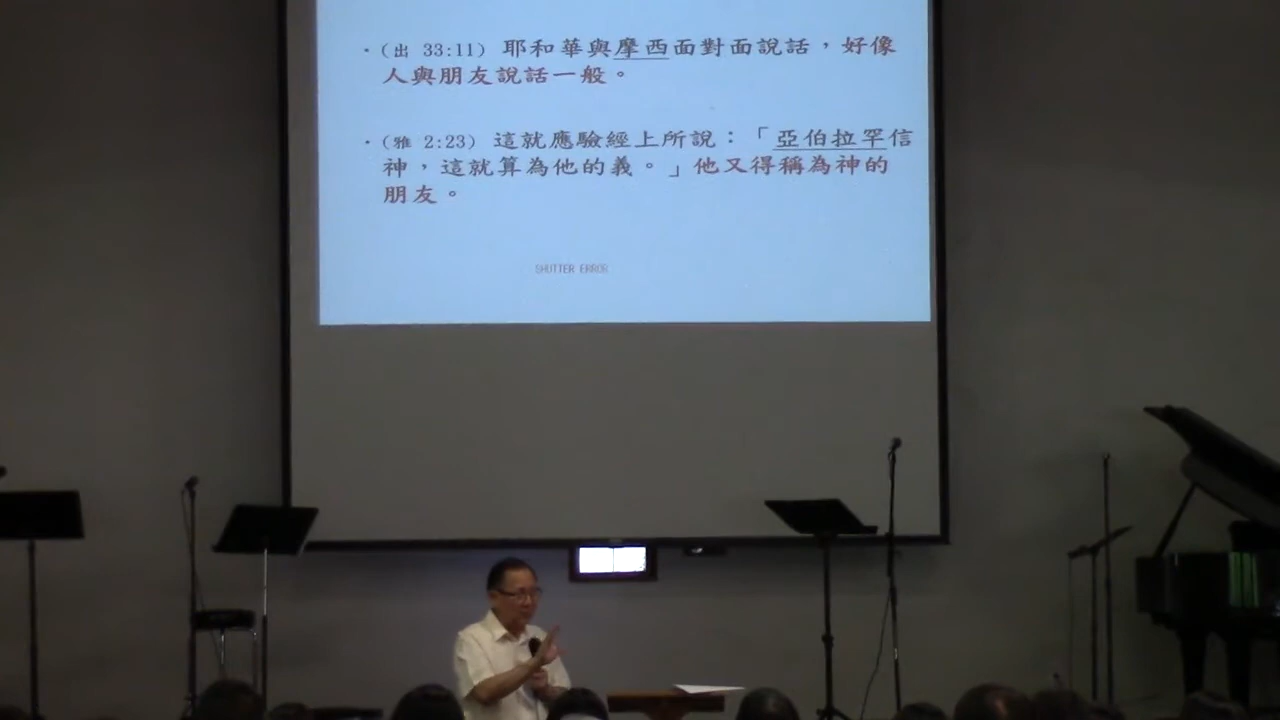 ·(出 33:11) 耶和華與摩西面對面說話,好像
人與朋友說話一般。
·(雅 2:23) 這就應驗經上所說:「亞伯拉罕信
神,這就算為他的義。」他又得稱為神的
朋友。
SHUTTER ERROR